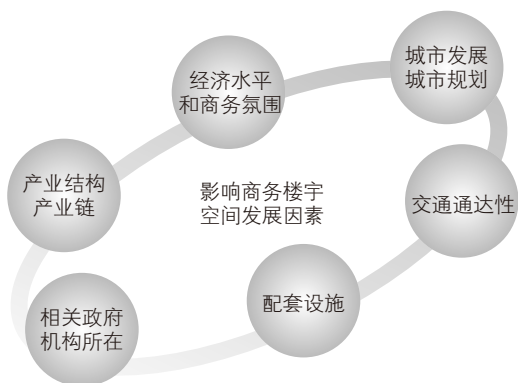 城市发展
城市规划
经济水平
和商务氛围
产业结构
产业链
影响商务楼宇
空间发展因素
交通通达性
配套设施
相关政府
机构所在